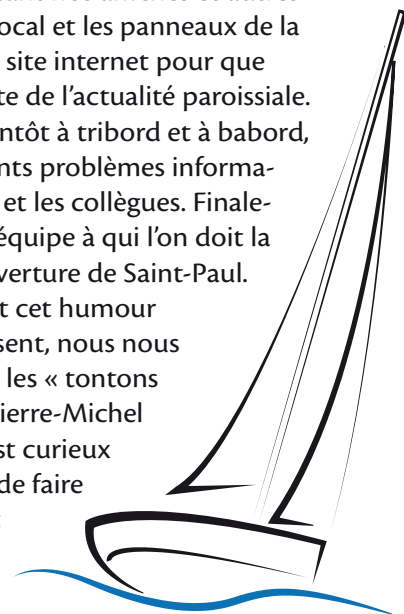 ocal et les panneaux de la
site internet pour que
te de l'actualité paroissiale.
ntôt à tribord et à babord,
nts problèmes informa-
et les collègues. Finale-
équipe à qui l'on doit la
verture de Saint-Paul.
t cet humour
sent, nous nous
les « tontons
ierre-Michel
st curieux
de faire